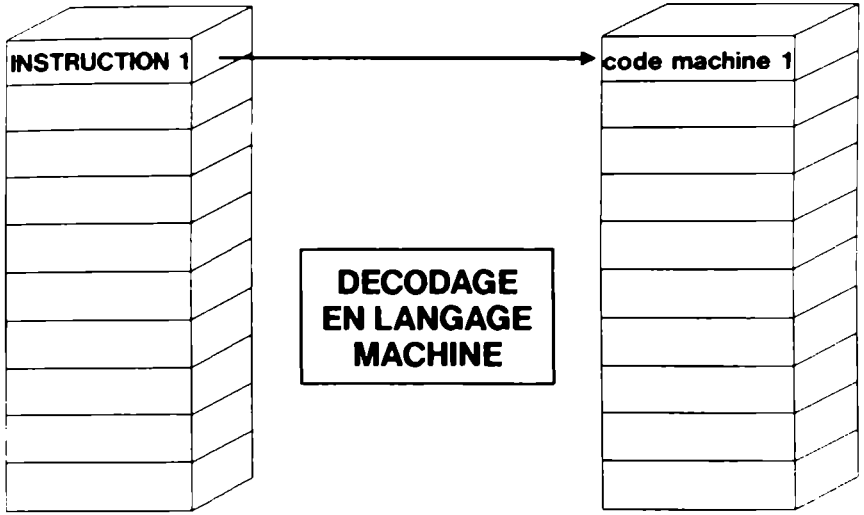 INSTRUCTION 1
code machine 1
DECODAGE
EN LANGAGE
MACHINE